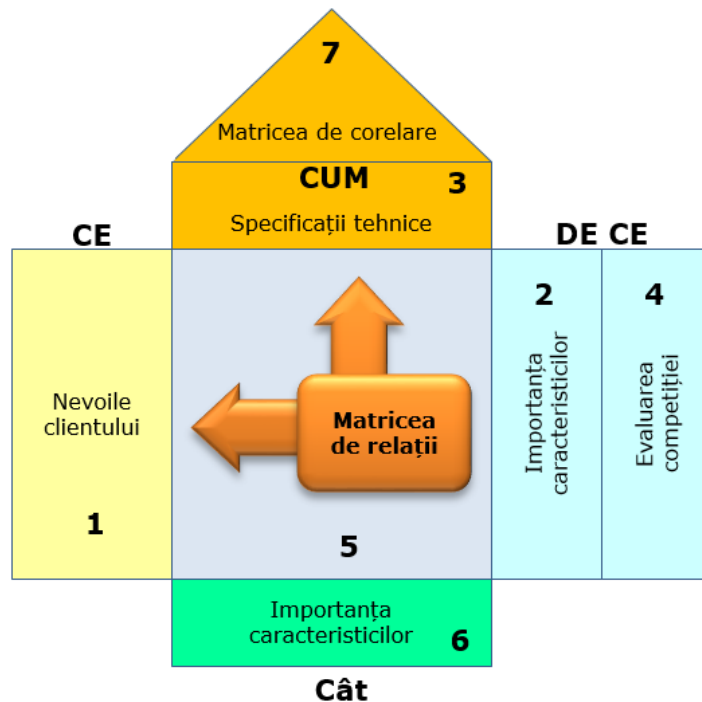 7
Matricea de corelare
CUM
3
Specificații tehnice
CE
DE CE
Nevoile
clientului
1
Matricea
de relații
5
2
Importanța
caracteristicilor
4
Evaluarea
competiției
Importanța
caracteristicilor
6
Cât